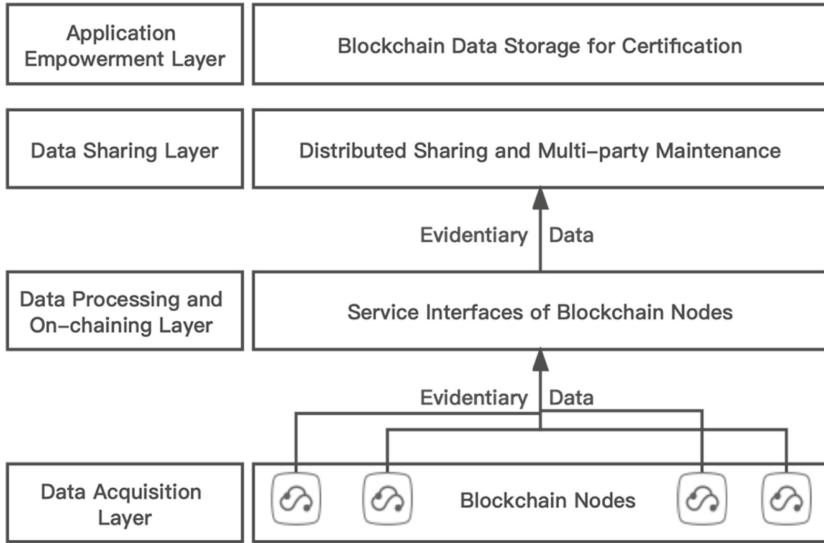 Application
Empowerment Layer
Blockchain Data Storage for Certification
Data Sharing Layer
Distributed Sharing and Multi-party Maintenance
Evidentiary Data
Data Processing and
On-chaining Layer
Service Interfaces of Blockchain Nodes
Evidentiary Data
Data Acquisition
Layer
Blockchain Nodes